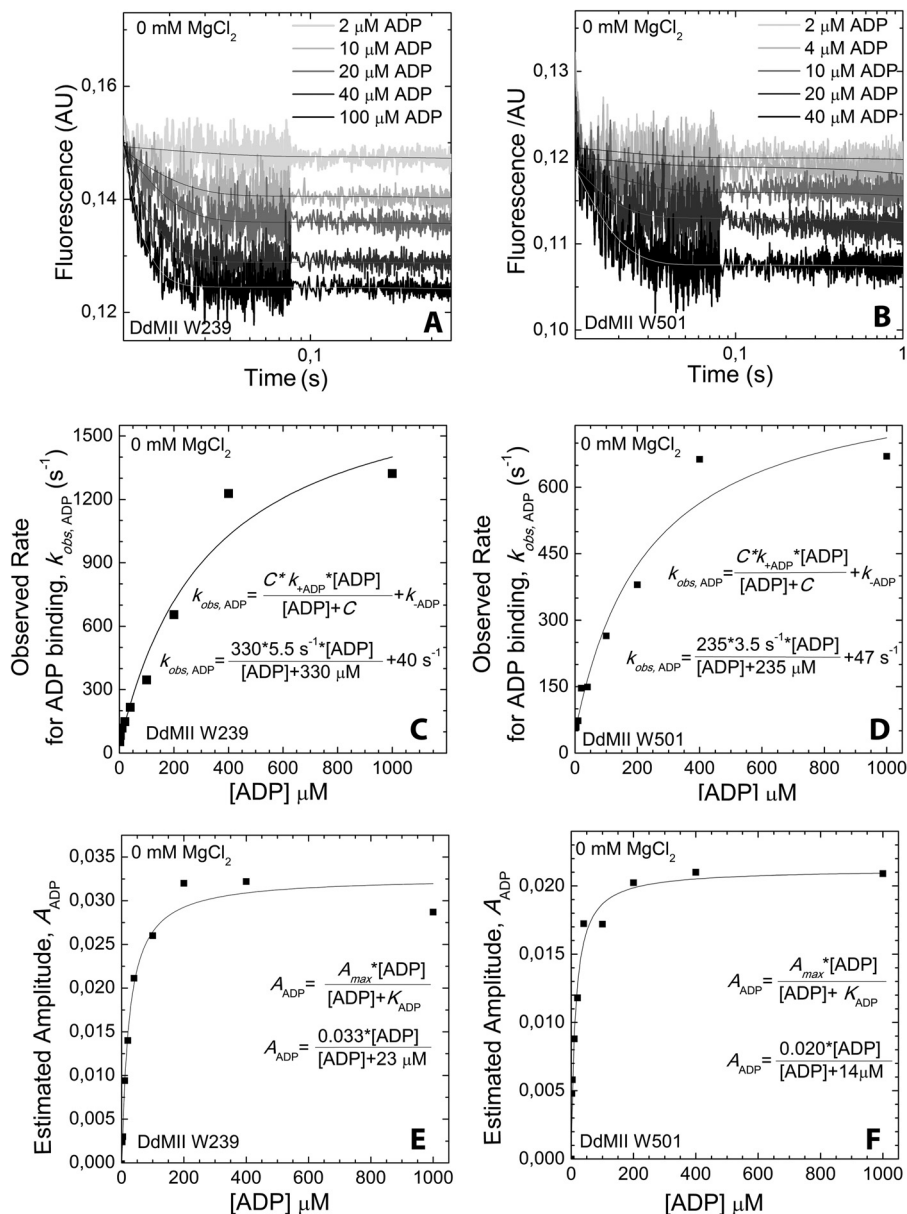 0 mM MgCl2
2 μM ADP
10 μM ADP
20 μM ADP
40 μM ADP
100 μM ADP
0,16
0,14
0,12
Fluorescence (AU)
DdMII W239
A
0,1
Time (s)
0 mM MgCl2
2 μM ADP
4 μM ADP
10 μM ADP
20 μM ADP
40 μM ADP
0,13
0,12
0,11
0,10
Fluorescence /AU
DdMII W501
B
0,1 1
Time (s)
0 mM MgCl2
1500
1200
900
600
300
0
Observed Rate
for ADP binding, kobs, ADP (s-1)
kobs, ADP = C* k+ADP *[ADP] / [ADP]+C + k-ADP
kobs, ADP = 330*5.5 s-1*[ADP] / [ADP]+330 μM +40 s-1
DdMII W239
C
0 200 400 600 800 1000
[ADP] μM
0 mM MgCl2
600
450
300
150
0
Observed Rate
for ADP binding, kobs, ADP (s-1)
kobs, ADP = C*k+ADP *[ADP] / [ADP]+C + k-ADP
kobs, ADP = 235*3.5 s-1*[ADP] / [ADP]+235 μM +47 s-1
DdMII W501
D
0 200 400 600 800 1000
[ADP] μM
0 mM MgCl2
0,035
0,030
0,025
0,020
0,015
0,010
0,005
0,000
Estimated Amplitude, AADP
AADP = Amax*[ADP] / [ADP]+KADP
AADP = 0.033*[ADP] / [ADP]+23 μM
DdMII W239
E
0 200 400 600 800 1000
[ADP] μM
0 mM MgCl2
0,020
0,015
0,010
0,005
0,000
Estimated Amplitude, AADP
AADP = Amax*[ADP] / [ADP]+ KADP
AADP = 0.020*[ADP] / [ADP]+14μM
DdMII W501
F
0 200 400 600 800 1000
[ADP] μM